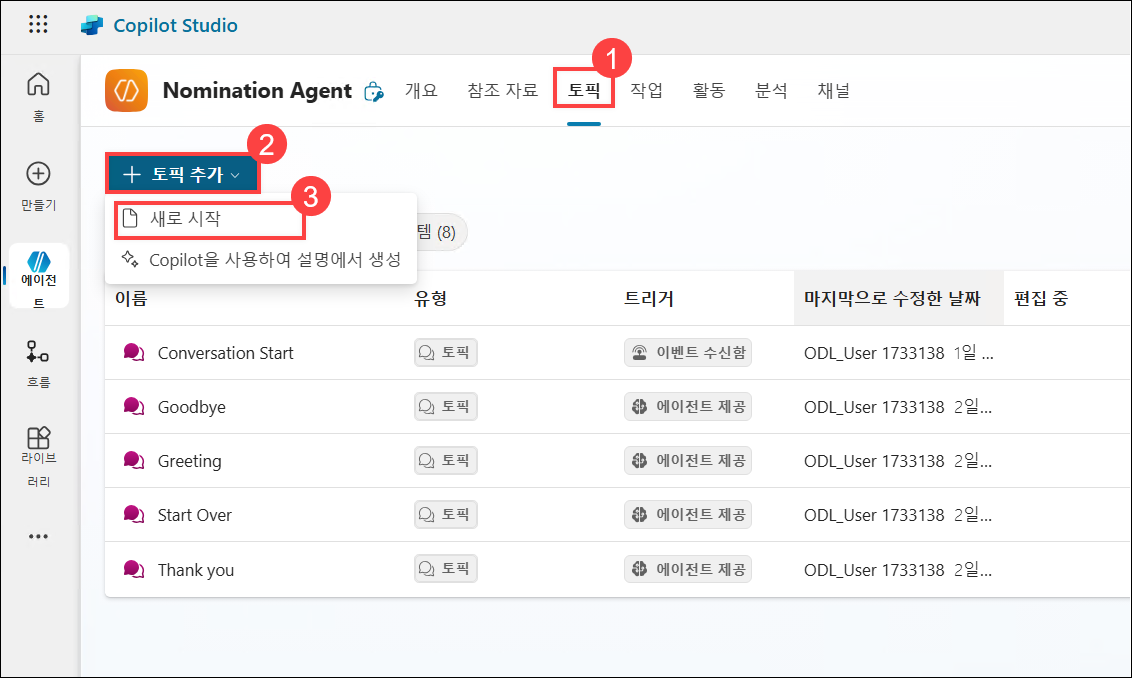 Copilot Studio
홈
만들기
에이전
트
흐름
라이브
러리
Nomination Agent 개요 참조 자료 토픽 작업 활동 분석 채널
1
2
토픽 추가
3
새로 시작
Copilot을 사용하여 설명에서 생성
템 (8)
이름 유형 트리거 마지막으로 수정한 날짜 편집 중
Conversation Start 토픽 이벤트 수신함 ODL_User 1733138 1일 ...
Goodbye 토픽 에이전트 제공 ODL_User 1733138 2일...
Greeting 토픽 에이전트 제공 ODL_User 1733138 2일...
Start Over 토픽 에이전트 제공 ODL_User 1733138 2일...
Thank you 토픽 에이전트 제공 ODL_User 1733138 2일...